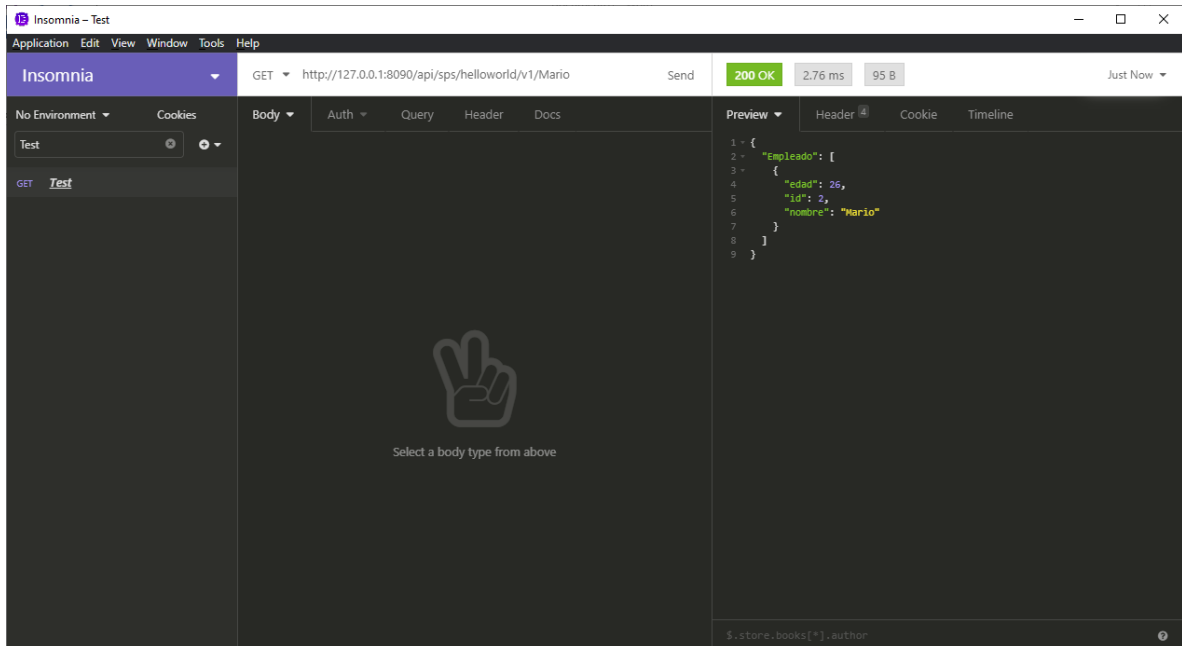 Insomnia – Test
Application Edit View Window Tools Help
Insomnia
GET http://127.0.0.1:8090/api/sps/helloworld/v1/Mario Send
200 OK 2.76 ms 95 B Just Now
No Environment Cookies
Body Auth Query Header Docs
Preview Header 4 Cookie Timeline
Test
GET Test
1 {
2 "Empleado": [
3 {
4 "edad": 26,
5 "id": 2,
6 "nombre": "Mario"
7 }
8 ]
9 }
Select a body type from above
$.store.books[*].author